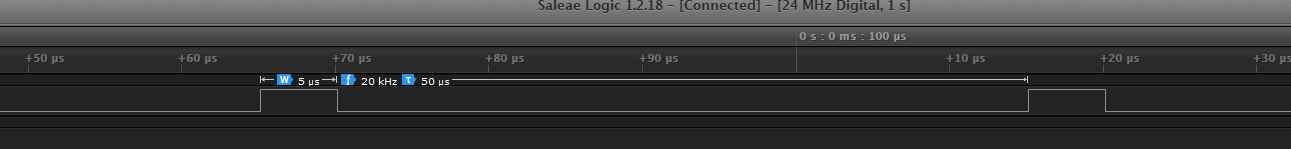 Saleae Logic 1.2.18 - [Connected] - [24 MHz Digital, 1 s]
0 s : 0 ms : 100 µs
+50 µs +60 µs +70 µs +80 µs +90 µs +10 µs +20 µs +30 µs
W 5 µs f 20 kHz τ 50 µs